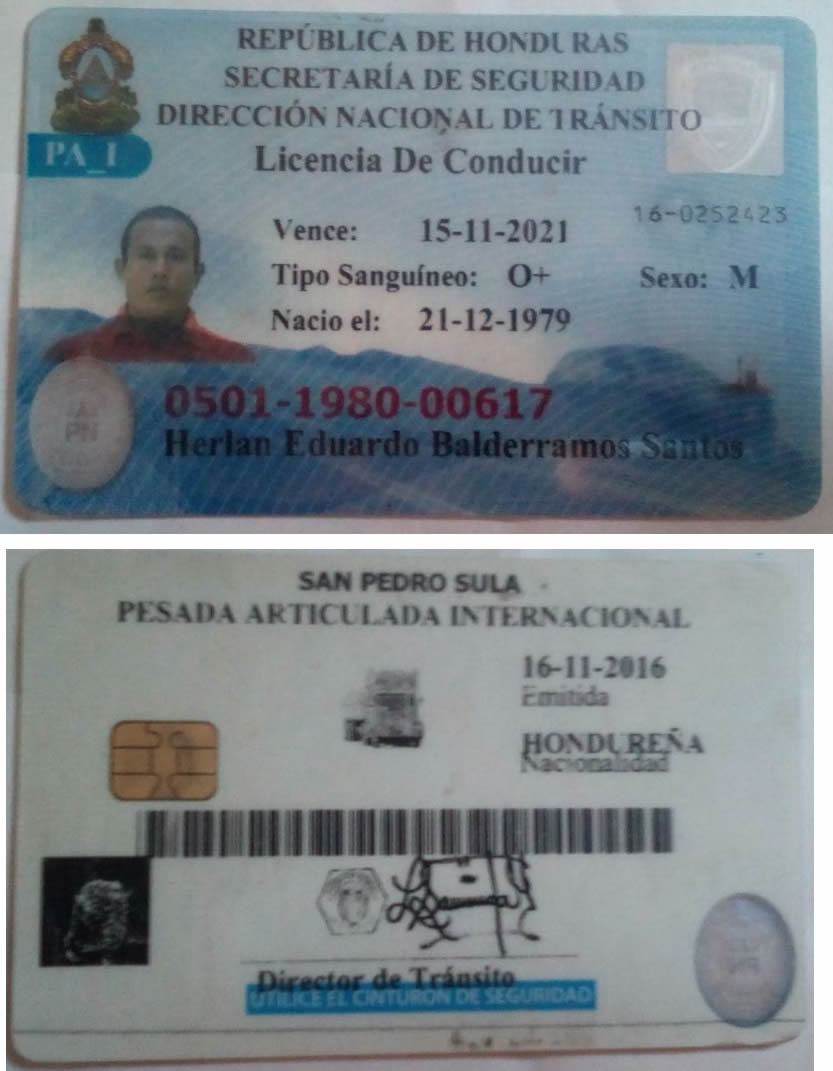 REPÚBLICA DE HONDURAS
SECRETARÍA DE SEGURIDAD
DIRECCIÓN NACIONAL DE TRÁNSITO
PA_I
Licencia De Conducir
16-0252423
Vence: 15-11-2021
Tipo Sanguíneo: O+ Sexo: M
Nacio el: 21-12-1979
0501-1980-00617
PN
Herlan Eduardo Balderramos Santos
SAN PEDRO SULA
PESADA ARTICULADA INTERNACIONAL
16-11-2016
Emitida
HONDUREÑA
Nacionalidad
Director de Tránsito
UTILICE EL CINTURON DE SEGURIDAD